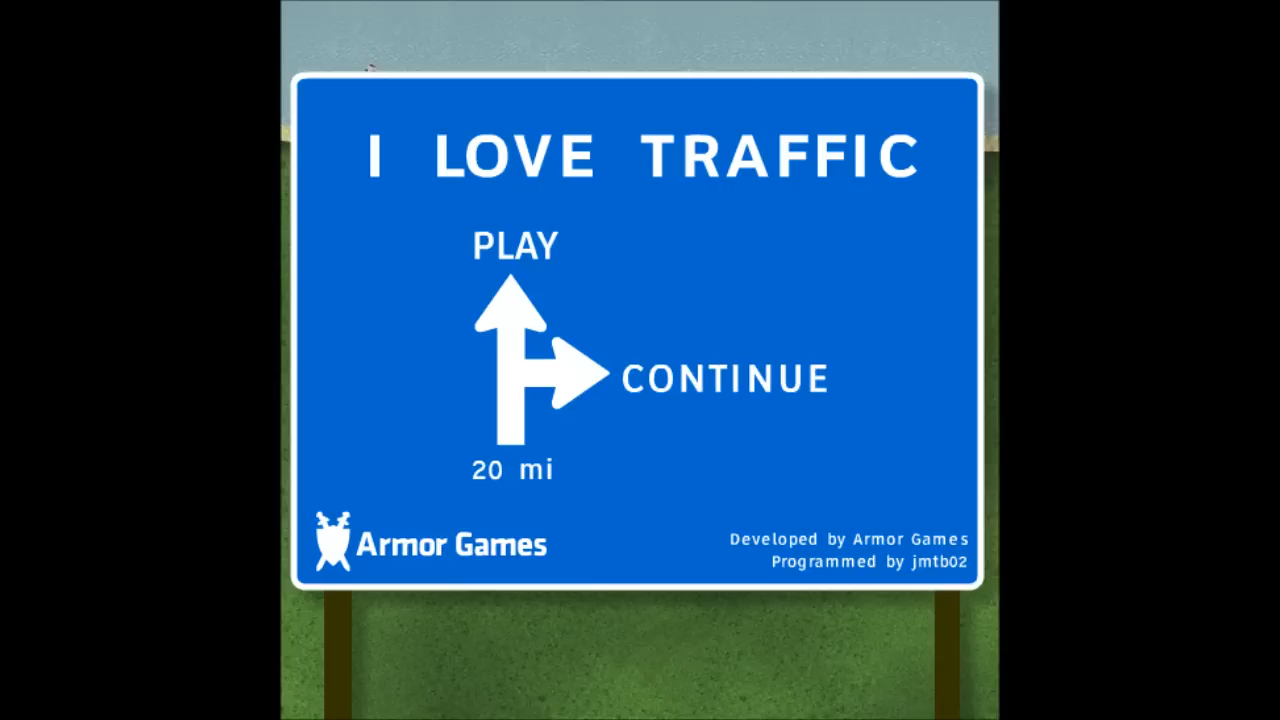 I LOVE TRAFFIC
PLAY
CONTINUE
20 mi
Armor Games
Developed by Armor Games
Programmed by jmtb02